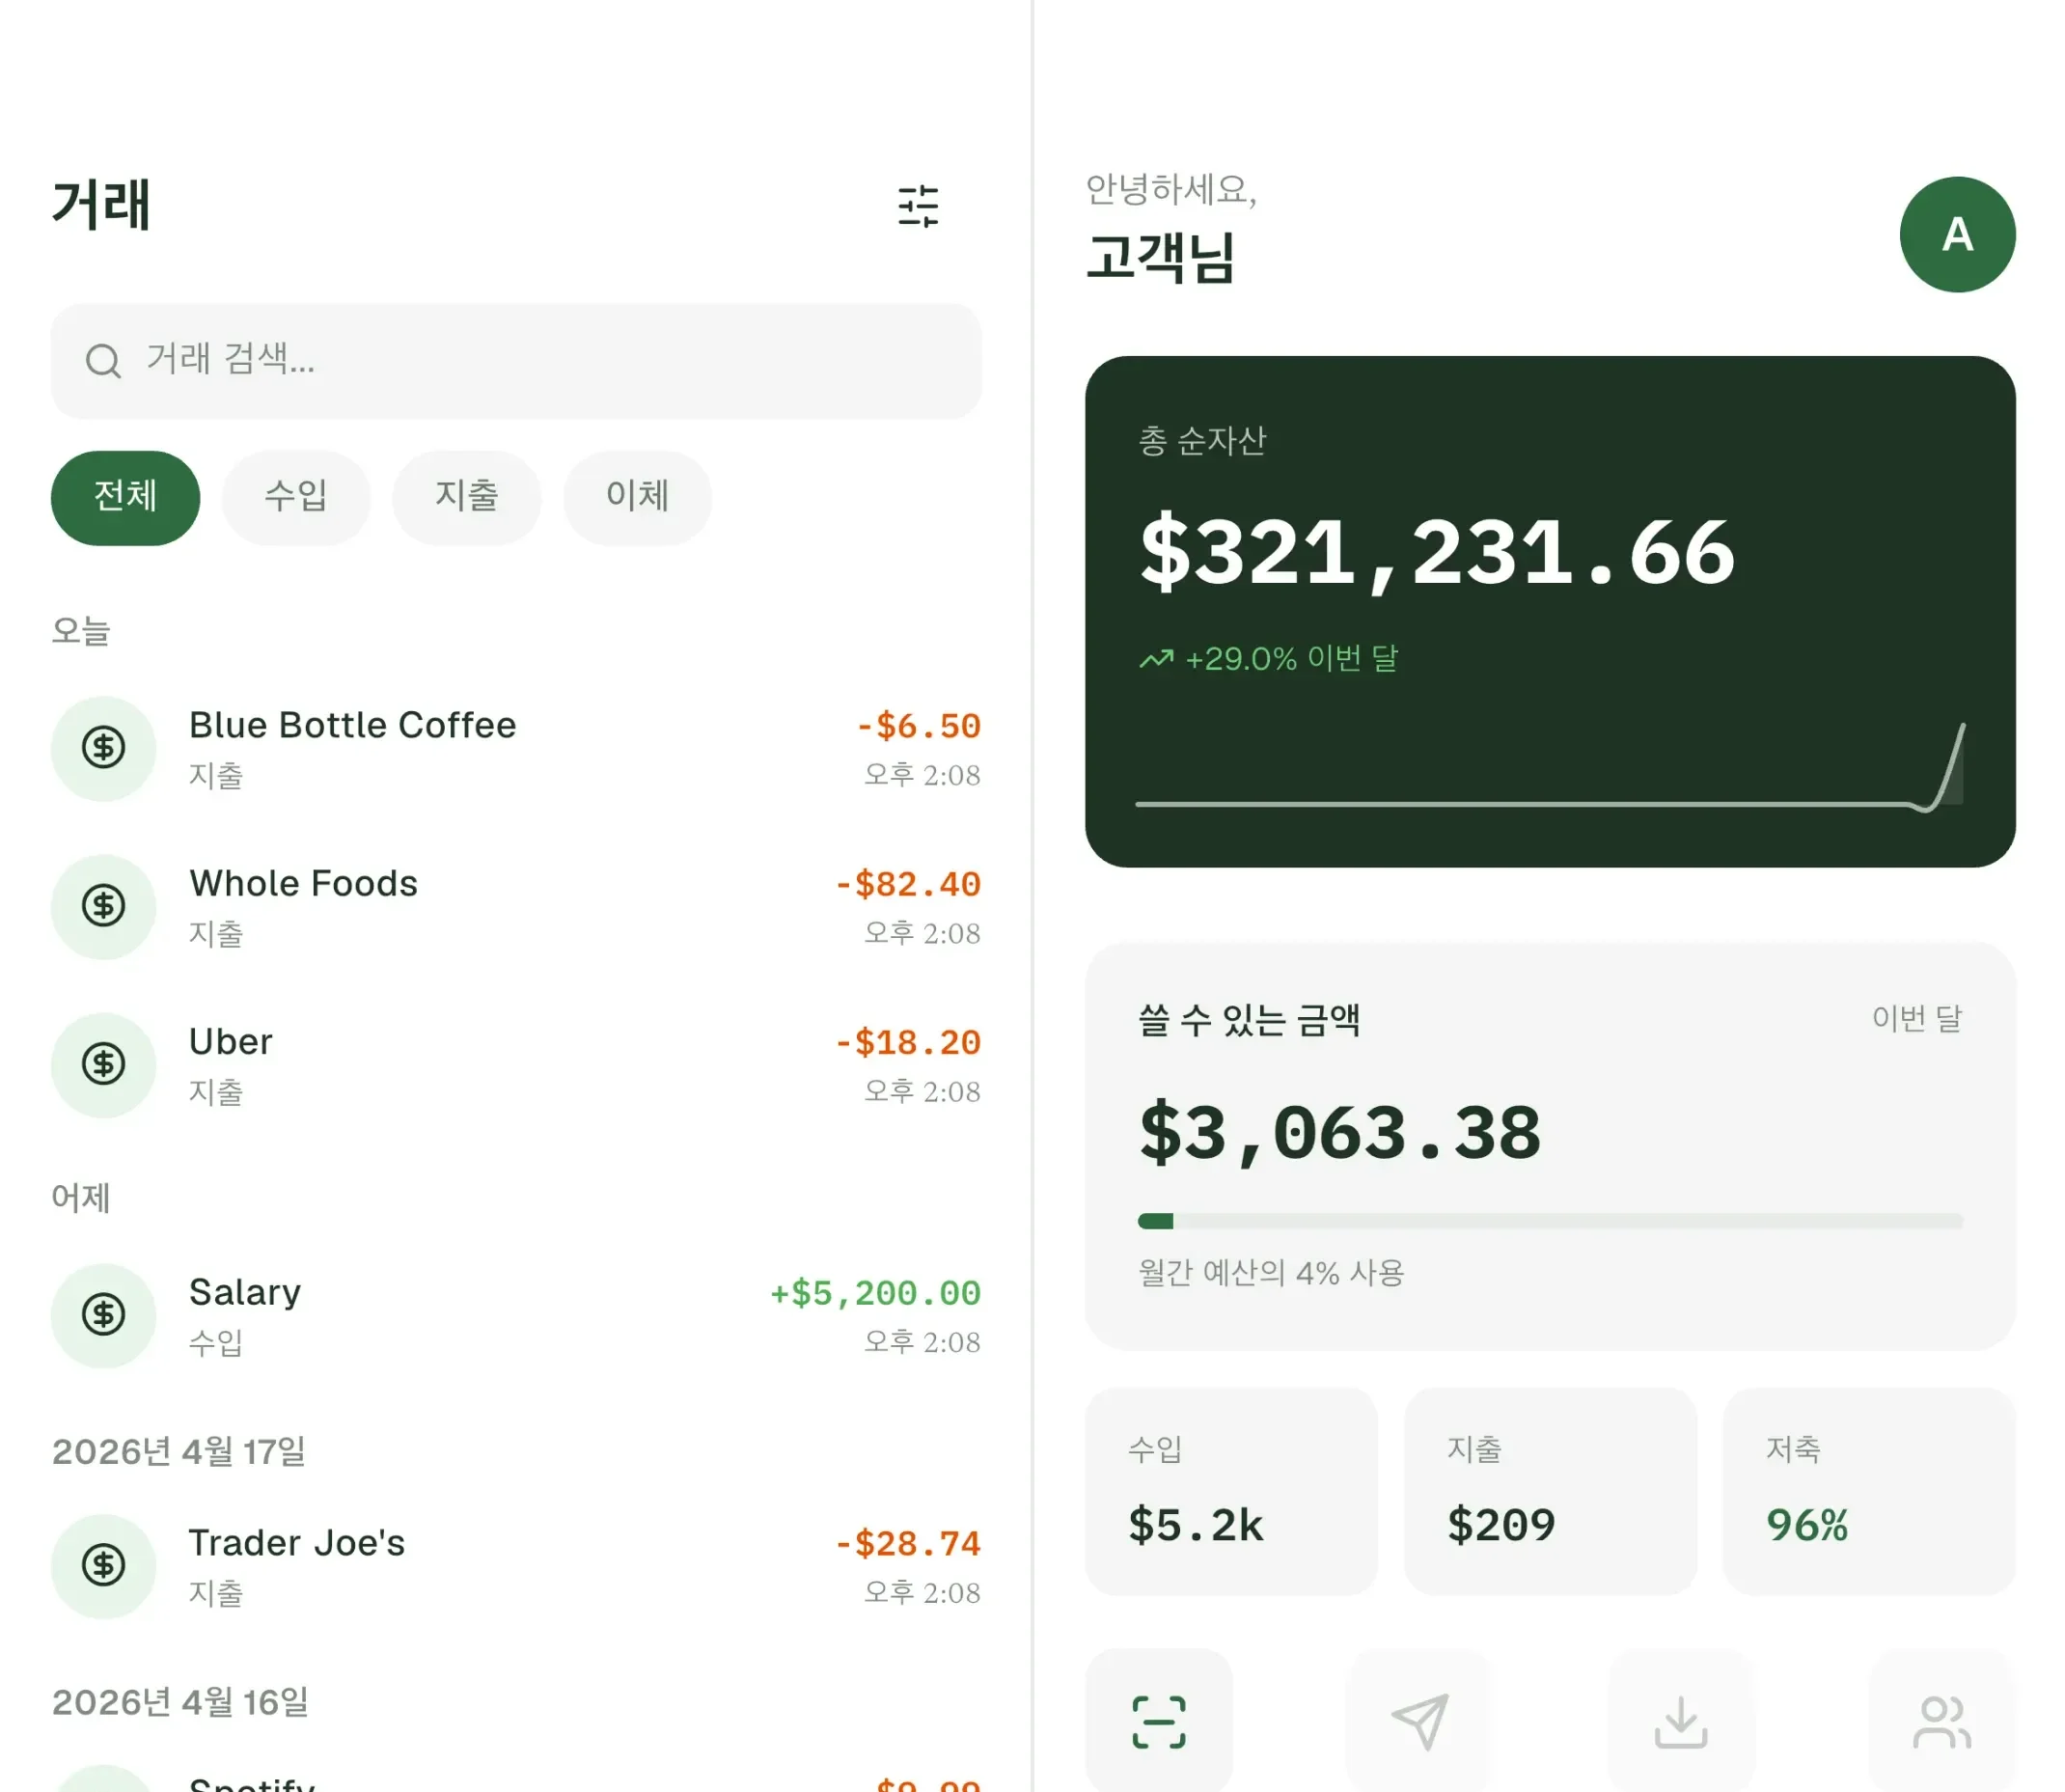 거래
거래 검색...
전체 수입 지출 이체
오늘
Blue Bottle Coffee -$6.50
지출 오후 2:08
Whole Foods -$82.40
지출 오후 2:08
Uber -$18.20
지출 오후 2:08
어제
Salary +$5,200.00
수입 오후 2:08
2026년 4월 17일
Trader Joe's -$28.74
지출 오후 2:08
2026년 4월 16일
Spotify $9.99
안녕하세요,
고객님
A
총 순자산
$321,231.66
+29.0% 이번 달
쓸 수 있는 금액 이번 달
$3,063.38
월간 예산의 4% 사용
수입 지출 저축
$5.2k $209 96%